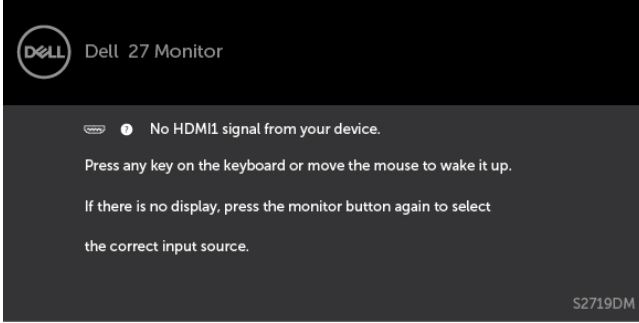 DELL
Dell 27 Monitor
? No HDMI1 signal from your device.
Press any key on the keyboard or move the mouse to wake it up.
If there is no display, press the monitor button again to select
the correct input source.
S2719DM